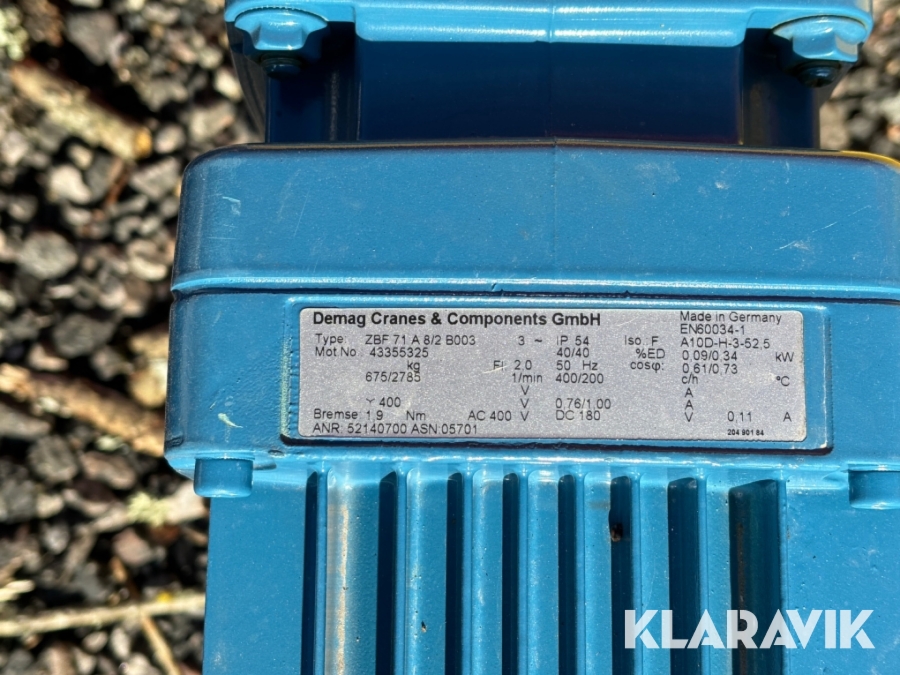 Demag Cranes & Components GmbH Made in Germany
EN60034-1
Type: ZBF 71 A 8/2 B003 3 ~ IP 54 Iso.: F A10D-H-3-52,5
Mot No 43355325 40/40 %ED 0,09/0.34 kW
kg FI 2.0 50 Hz cosφ: 0,61/0,73
675/2785 1/min 400/200 c/h °C
V A
Y 400 V 0,76/1.00 A
Bremse 1,9 Nm AC 400 V DC 180 V 0,11 A
ANR: 52140700 ASN:05701 204 901 84
KLARAVIK